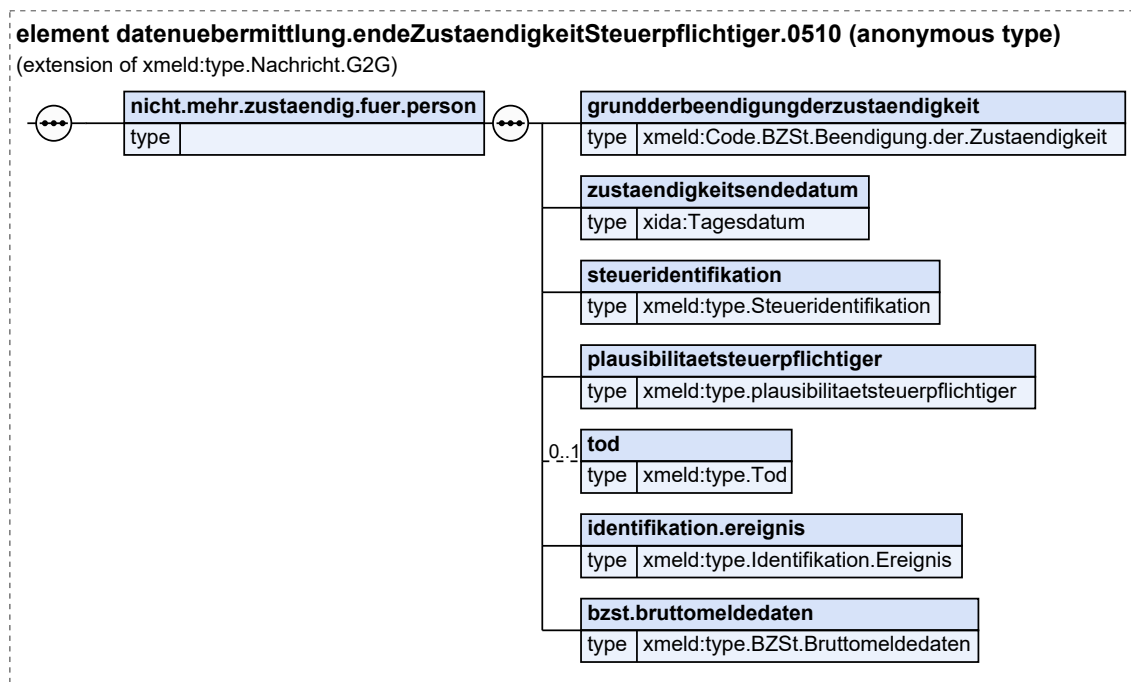 element datenuebermittlung.endeZustaendigkeitSteuerpflichtiger.0510 (anonymous type)
(extension of xmeld:type.Nachricht.G2G)
nicht.mehr.zustaendig.fuer.person
type
grundderbeendigungderzustaendigkeit
type xmeld:Code.BZSt.Beendigung.der.Zustaendigkeit
zustaendigkeitsendedatum
type xida:Tagesdatum
steueridentifikation
type xmeld:type.Steueridentifikation
plausibilitaetsteuerpflichtiger
type xmeld:type.plausibilitaetsteuerpflichtiger
0..1
tod
type xmeld:type.Tod
identifikation.ereignis
type xmeld:type.Identifikation.Ereignis
bzst.bruttomeldedaten
type xmeld:type.BZSt.Bruttomeldedaten